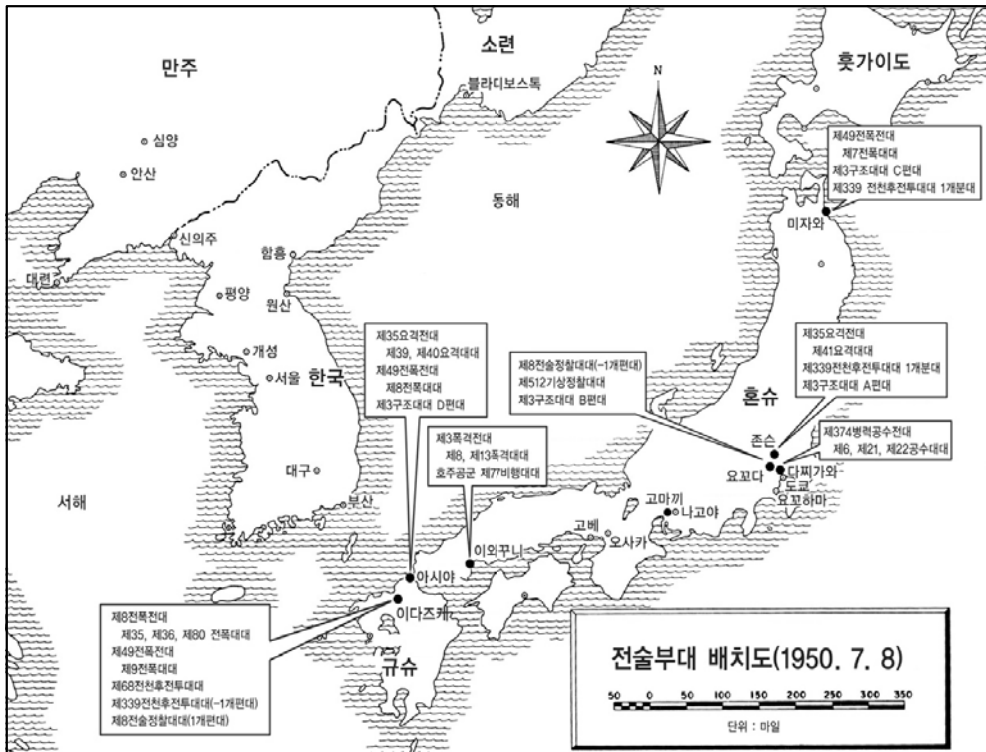 만주
소련
블라디보스톡
훗가이도
N
심양
안산
동해
제49전폭전대
제7전폭대대
제3구조대대 C편대
제339 전천후전투대대 1개분대
미자와
신의주
함흥
대련
평양
원산
개성
서울
한국
대구
부산
서해
제35요격전대
제39, 제40요격대대
제49전폭전대
제8전폭대대
제3구조대대 D편대
제3폭격전대
제8, 제13폭격대대
호주공군 제77비행대대
제8전술정찰대대(-1개편대)
제512기상정찰대대
제3구조대대 B편대
제35요격전대
제41요격대대
제339전천후전투대대 1개분대
제3구조대대 A편대
혼슈
존슨
제374병력공수전대
제6, 제21, 제22공수대대
요꼬다
다찌가와
도쿄
요꼬하마
고마끼
나고야
고베
오사카
이외꾸니
아시야
이다즈케
규슈
제8전폭전대
제35, 제36, 제80 전폭대대
제49전폭전대
제9전폭대대
제68전천후전투대대
제339전천후전투대대(-1개편대)
제8전술정찰대대(1개편대)
전술부대 배치도(1950. 7. 8)
50 0 50 100 150 200 250 300 350
단위 : 마일